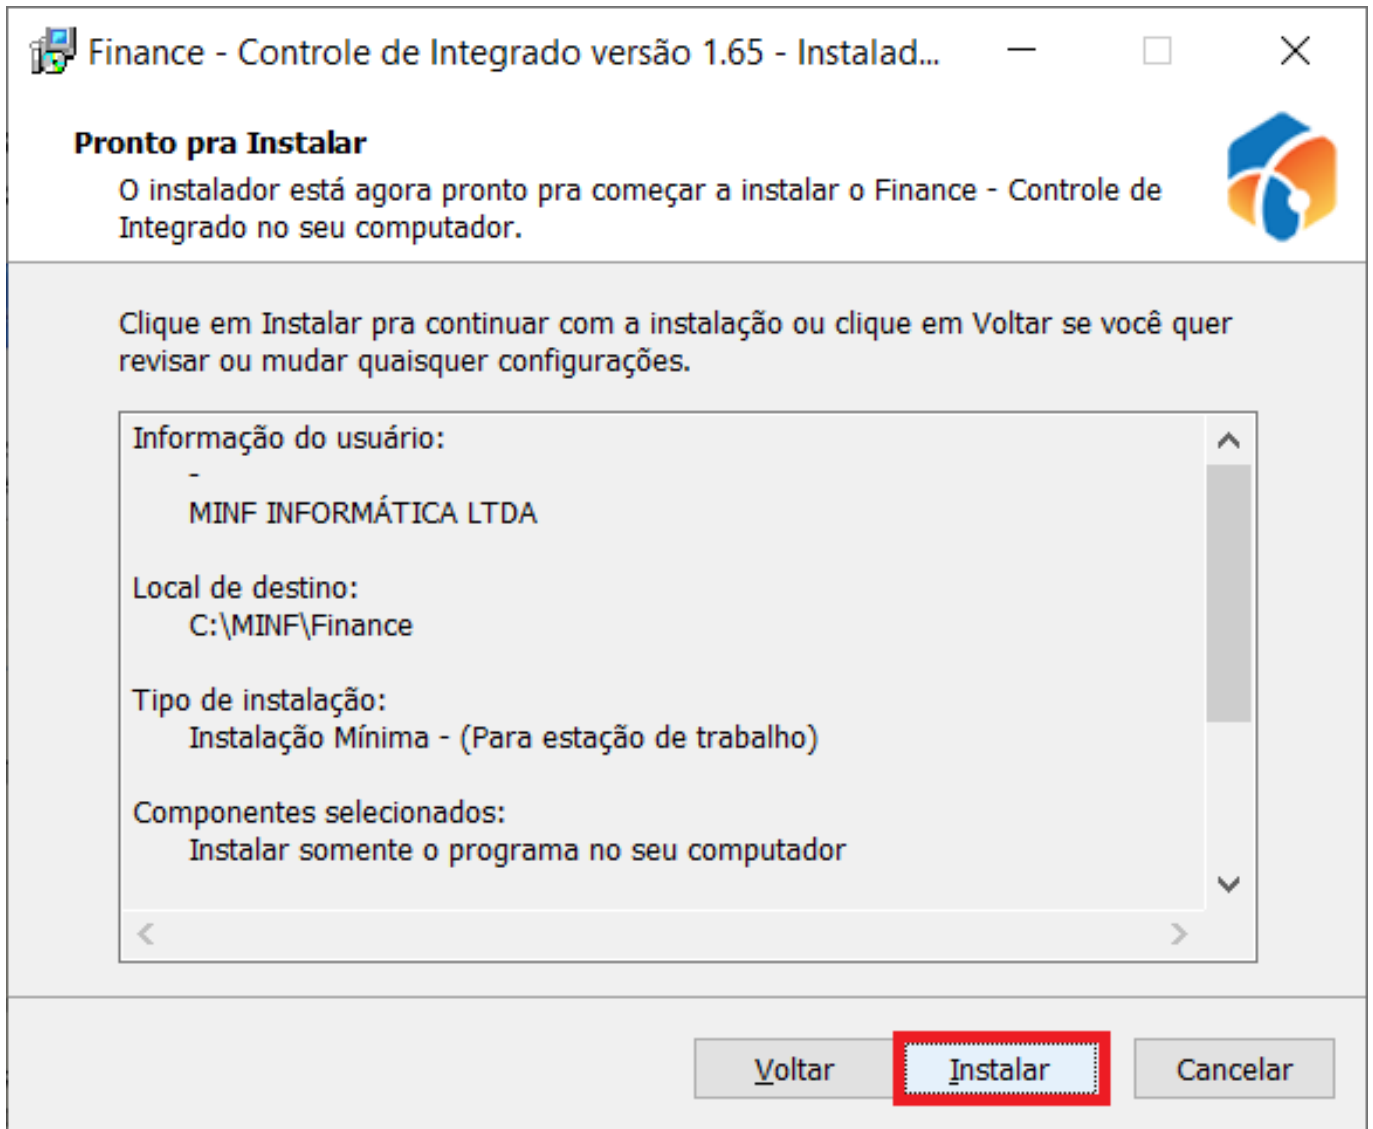 Finance - Controle de Integrado versão 1.65 - Instalad...
Pronto pra Instalar
O instalador está agora pronto pra começar a instalar o Finance - Controle de
Integrado no seu computador.
Clique em Instalar pra continuar com a instalação ou clique em Voltar se você quer
revisar ou mudar quaisquer configurações.
Informação do usuário:
-
MINF INFORMÁTICA LTDA
Local de destino:
C:\MINF\Finance
Tipo de instalação:
Instalação Mínima - (Para estação de trabalho)
Componentes selecionados:
Instalar somente o programa no seu computador
Voltar Instalar Cancelar